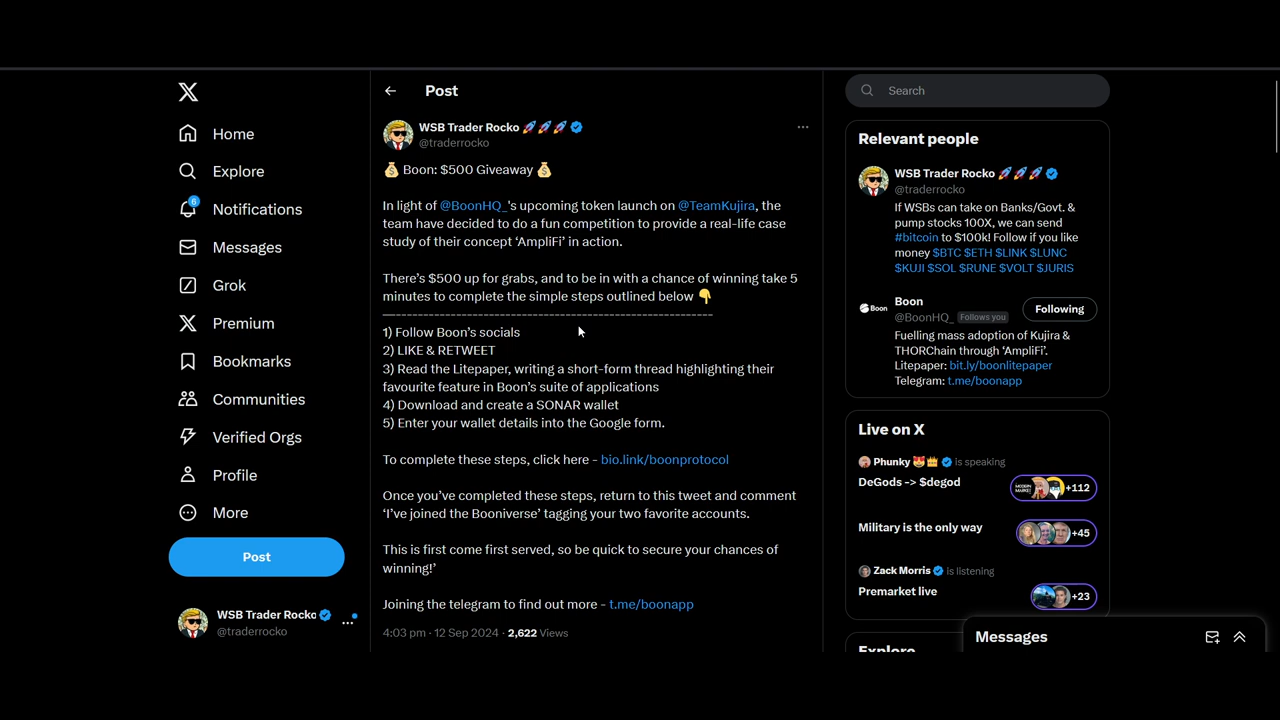 Home
Explore
6
Notifications
Messages
Grok
Premium
Bookmarks
Communities
Verified Orgs
Profile
More
Post
WSB Trader Rocko
@traderrocko
Post
WSB Trader Rocko 🚀🚀🚀
@traderrocko
💰 Boon: $500 Giveaway 💰
In light of @BoonHQ_'s upcoming token launch on @TeamKujira, the
team have decided to do a fun competition to provide a real-life case
study of their concept ‘AmpliFi’ in action.
There’s $500 up for grabs, and to be in with a chance of winning take 5
minutes to complete the simple steps outlined below 👇
1) Follow Boon’s socials
2) LIKE & RETWEET
3) Read the Litepaper, writing a short-form thread highlighting their
favourite feature in Boon’s suite of applications
4) Download and create a SONAR wallet
5) Enter your wallet details into the Google form.
To complete these steps, click here - bio.link/boonprotocol
Once you’ve completed these steps, return to this tweet and comment
‘I’ve joined the Booniverse’ tagging your two favorite accounts.
This is first come first served, so be quick to secure your chances of
winning!’
Joining the telegram to find out more - t.me/boonapp
4:03 pm · 12 Sep 2024 · 2,622 Views
Search
Relevant people
WSB Trader Rocko 🚀🚀🚀
@traderrocko
If WSBs can take on Banks/Govt. &
pump stocks 100X, we can send
#bitcoin to $100k! Follow if you like
money $BTC $ETH $LINK $LUNC
$KUJI $SOL $RUNE $VOLT $JURIS
Boon
Boon
@BoonHQ_ Follows you
Following
Fuelling mass adoption of Kujira &
THORChain through ‘AmpliFi’.
Litepaper: bit.ly/boonlitepaper
Telegram: t.me/boonapp
Live on X
Phunky 😻👑 is speaking
DeGods -> $degod
+112
Military is the only way
+45
Zack Morris is listening
Premarket live
+23
Explore
Messages